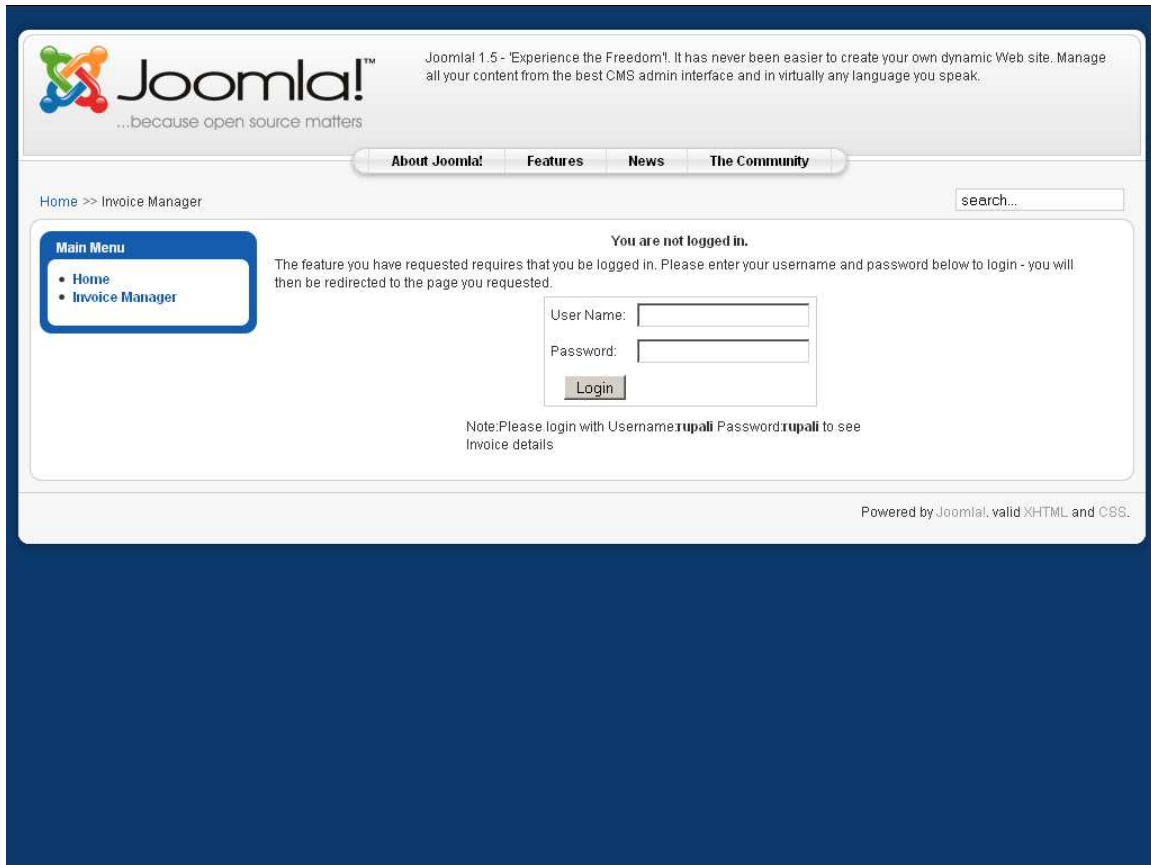 Joomla!™
...because open source matters
Joomla! 1.5 - 'Experience the Freedom'!. It has never been easier to create your own dynamic Web site. Manage
all your content from the best CMS admin interface and in virtually any language you speak.
About Joomla! Features News The Community
Home >> Invoice Manager
search...
Main Menu
Home
Invoice Manager
You are not logged in.
The feature you have requested requires that you be logged in. Please enter your username and password below to login - you will
then be redirected to the page you requested.
User Name:
Password:
Login
Note:Please login with Username:rupali Password:rupali to see
Invoice details
Powered by Joomla!. valid XHTML and CSS.